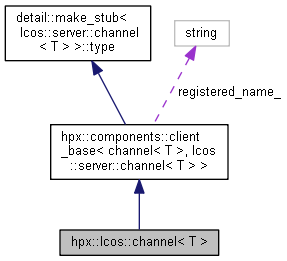 detail::make_stub<
lcos::server::channel
< T > >::type
string
registered_name_
hpx::components::client
_base< channel< T >, lcos
::server::channel< T > >
hpx::lcos::channel< T >